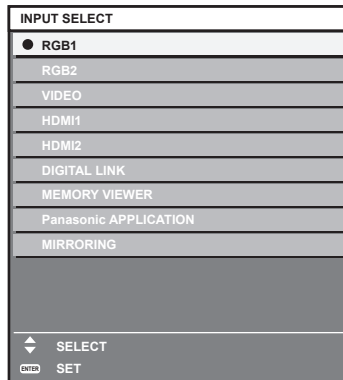 INPUT SELECT
RGB1
RGB2
VIDEO
HDMI1
HDMI2
DIGITAL LINK
MEMORY VIEWER
Panasonic APPLICATION
MIRRORING
SELECT
ENTER SET